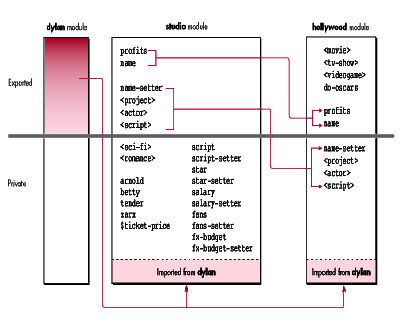 dylan module
studio module
hollywood module
Exported
profits
name
name-setter
<project>
<actor>
<script>
<movie>
<tv-show>
<videogame>
do-oscars
profits
name
Private
<sci-fi>
<romance>
arnold
betty
tender
zarx
$ticket-price
script
script-setter
star
star-setter
salary
salary-setter
fans
fans-setter
fx-budget
fx-budget-setter
name-setter
<project>
<actor>
<script>
Imported from dylan
Imported from dylan